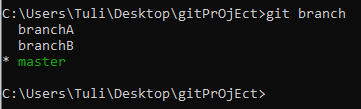 C:\Users\Tuli\Desktop\gitPrOjEct>git branch
  branchA
  branchB
* master
C:\Users\Tuli\Desktop\gitPrOjEct>